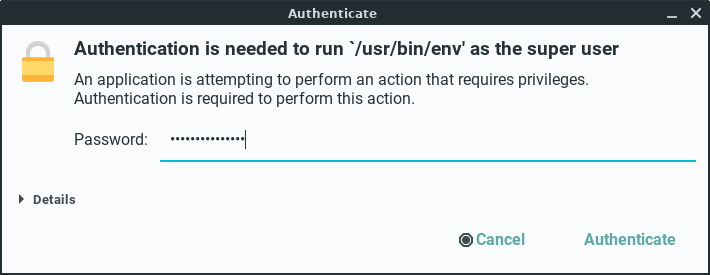 Authenticate
Authentication is needed to run `/usr/bin/env' as the super user
An application is attempting to perform an action that requires privileges.
Authentication is required to perform this action.
Password: •••••••••••••••
Details
Cancel Authenticate